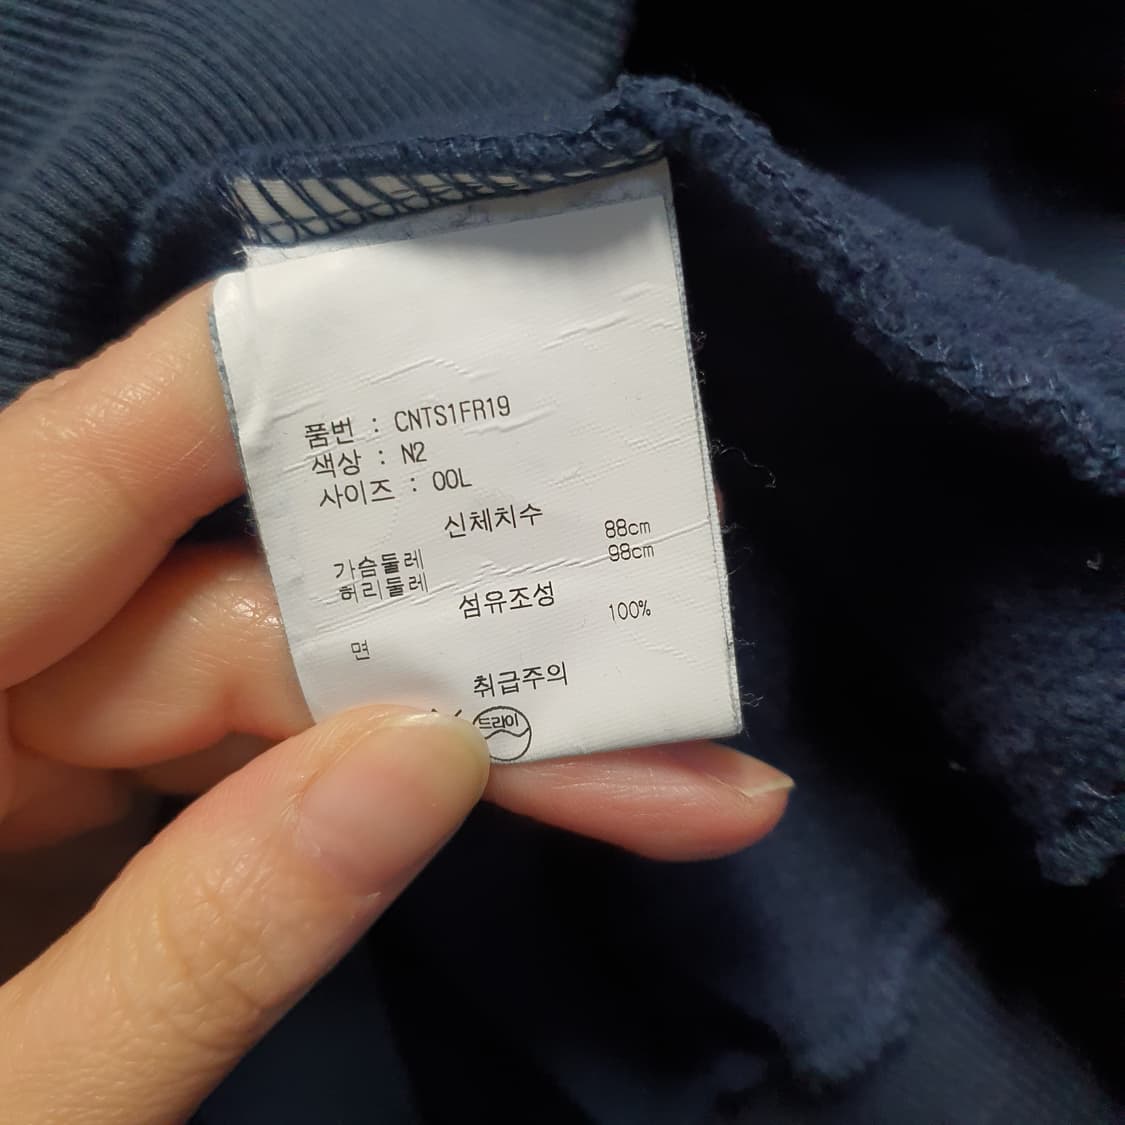 품번 : CNTS1FR19
색상 : N2
사이즈 : 00L
신체치수
가슴둘레 88cm
허리둘레 98cm
섬유조성
면 100%
취급주의
드라이